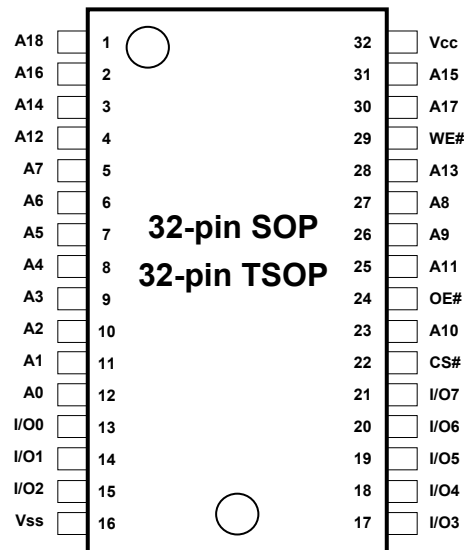 A18 1 32 Vcc
A16 2 31 A15
A14 3 30 A17
A12 4 29 WE#
A7 5 28 A13
A6 6 27 A8
A5 7 32-pin SOP 26 A9
A4 8 32-pin TSOP 25 A11
A3 9 24 OE#
A2 10 23 A10
A1 11 22 CS#
A0 12 21 I/O7
I/O0 13 20 I/O6
I/O1 14 19 I/O5
I/O2 15 18 I/O4
Vss 16 17 I/O3